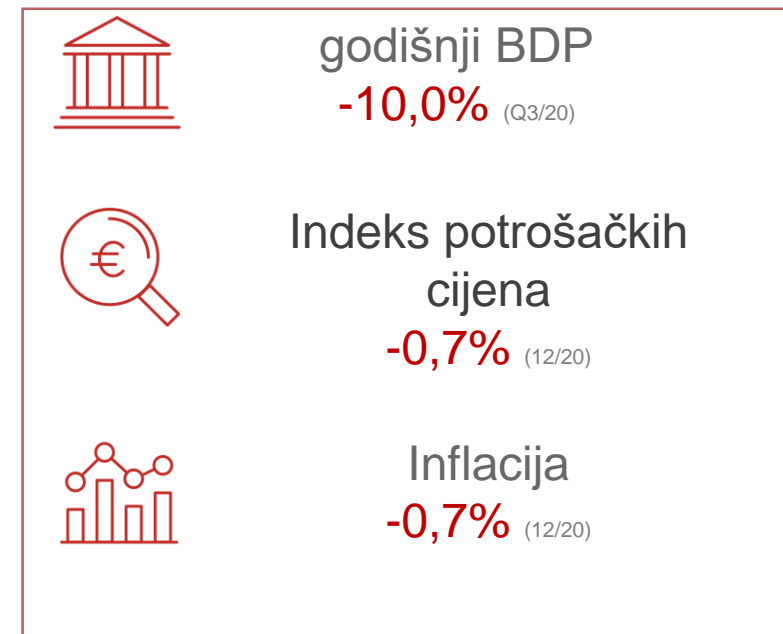 godišnji BDP
-10,0% (Q3/20)
€
Indeks potrošačkih
cijena
-0,7% (12/20)
Inflacija
-0,7% (12/20)